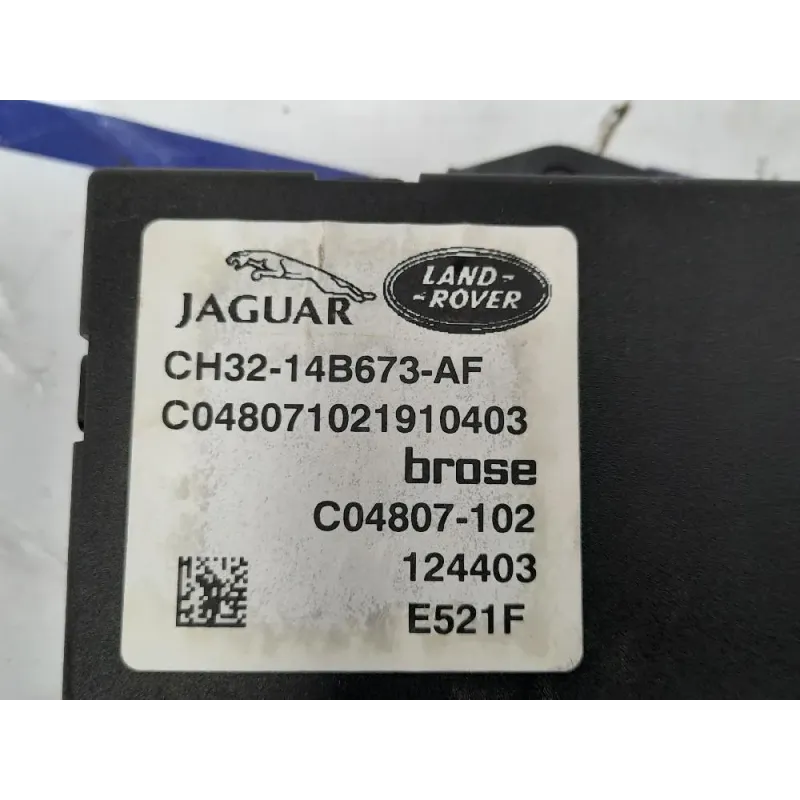 JAGUAR
LAND-
-ROVER
CH32-14B673-AF
C048071021910403
brose
C04807-102
124403
E521F